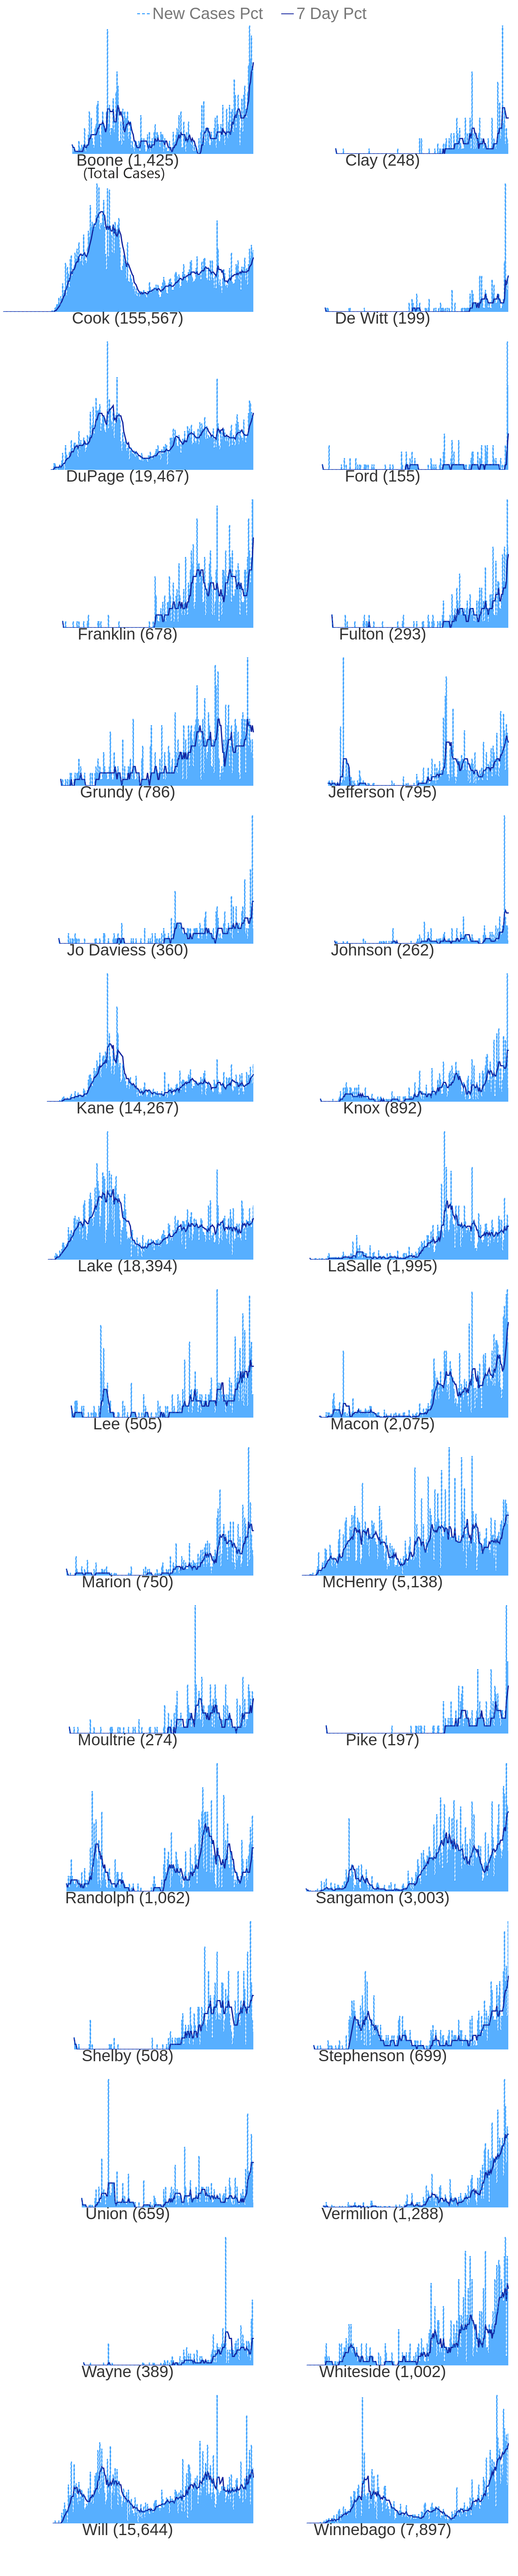 New Cases Pct 7 Day Pct
Boone (1,425) Clay (248)
(Total Cases)
Cook (155,567) De Witt (199)
DuPage (19,467) Ford (155)
Franklin (678) Fulton (293)
Grundy (786) Jefferson (795)
Jo Daviess (360) Johnson (262)
Kane (14,267) Knox (892)
Lake (18,394) LaSalle (1,995)
Lee (505) Macon (2,075)
Marion (750) McHenry (5,138)
Moultrie (274) Pike (197)
Randolph (1,062) Sangamon (3,003)
Shelby (508) Stephenson (699)
Union (659) Vermilion (1,288)
Wayne (389) Whiteside (1,002)
Will (15,644) Winnebago (7,897)